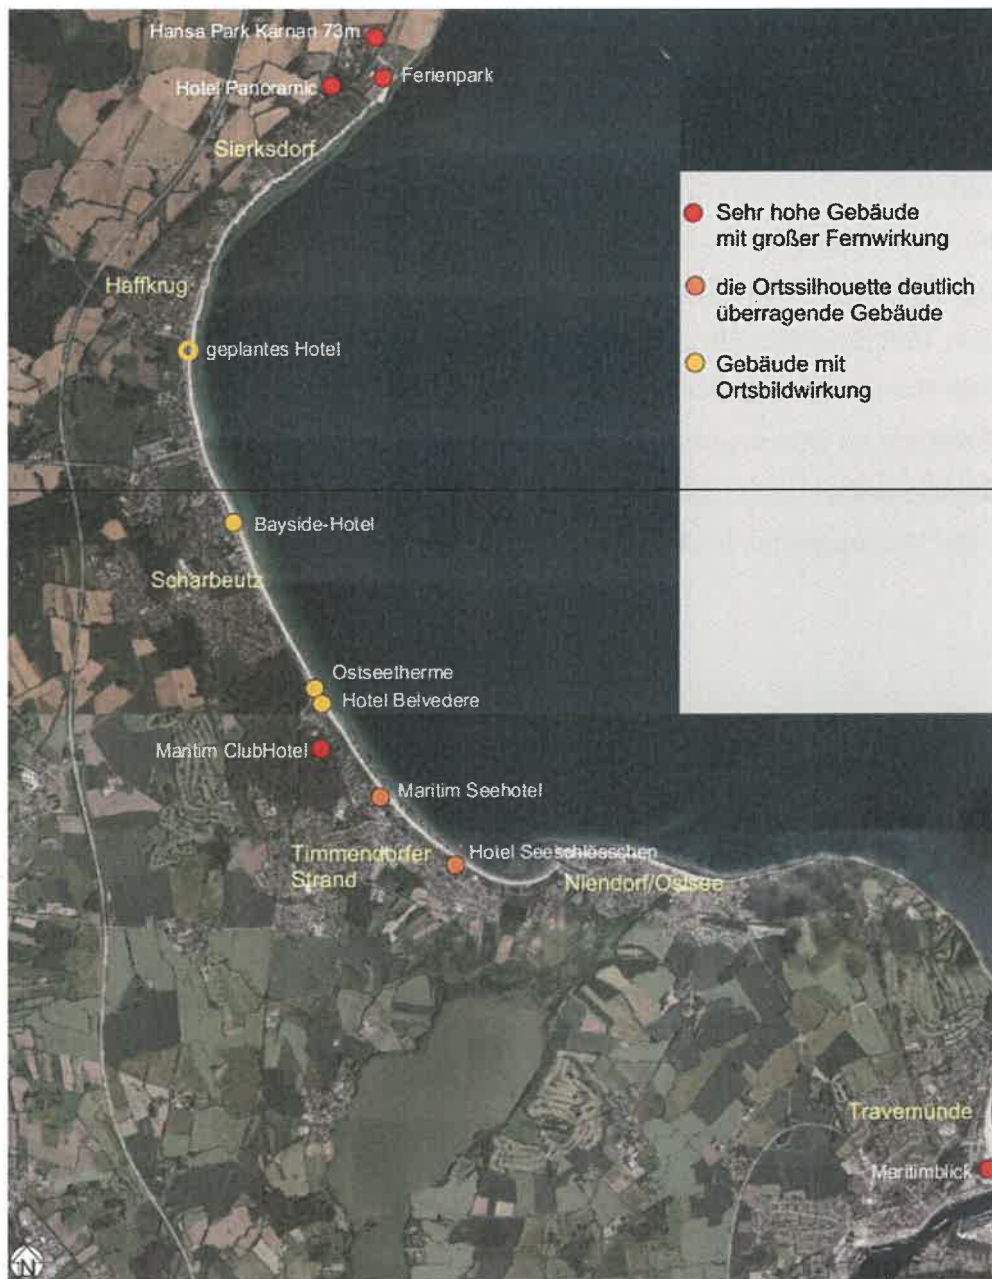 Hansa Park Kärnan 73m
Ferienpark
Hotel Panoramic
Sierksdorf
Sehr hohe Gebäude
mit großer Fernwirkung
Haffkrug
die Ortssilhouette deutlich
überragende Gebäude
geplantes Hotel
Gebäude mit
Ortsbildwirkung
Bayside-Hotel
Scharbeutz
Ostseetherme
Hotel Belvedere
Maritim ClubHotel
Maritim Seehotel
Timmendorfer
Strand
Hotel Seeschlösschen
Niendorf/Ostsee
Travemünde
Maritimblick
N